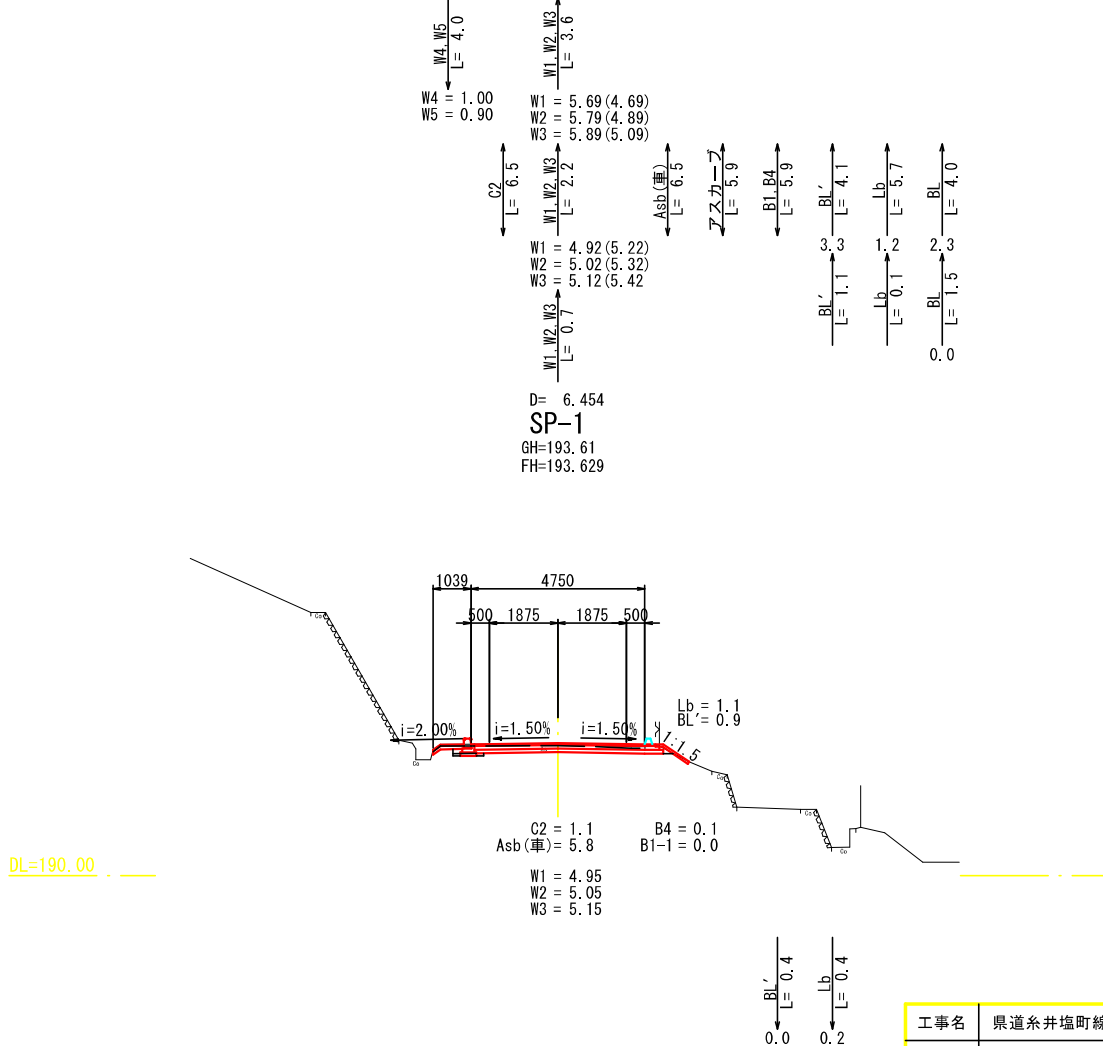 W4, W5
L= 4.0
W1, W2, W3
L= 3.6
W4 = 1.00
W5 = 0.90
W1 = 5.69(4.69)
W2 = 5.79(4.89)
W3 = 5.89(5.09)
C2
L= 6.5
W1, W2, W3
L= 2.2
Asb(車)
L= 6.5
アスカーブ
L= 5.9
B1, B4
L= 5.9
BL'
L= 4.1
Lb
L= 5.7
BL
L= 4.0
W1 = 4.92(5.22)
W2 = 5.02(5.32)
W3 = 5.12(5.42
3.3
1.2
2.3
W1, W2, W3
L= 0.7
BL'
L= 1.1
Lb
L= 0.1
BL
L= 1.5
0.0
D= 6.454
SP-1
GH=193.61
FH=193.629
1039
4750
500
1875
1875
500
Co
Lb = 1.1
BL'= 0.9
i=2.00%
i=1.50%
i=1.50%
1:1.5
Co
Co
Co
C2 = 1.1
Asb(車)= 5.8
B4 = 0.1
B1-1 = 0.0
W1 = 4.95
W2 = 5.05
W3 = 5.15
DL=190.00
BL'
L= 0.4
Lb
L= 0.4
0.0
0.2
工事名
県道糸井塩町線